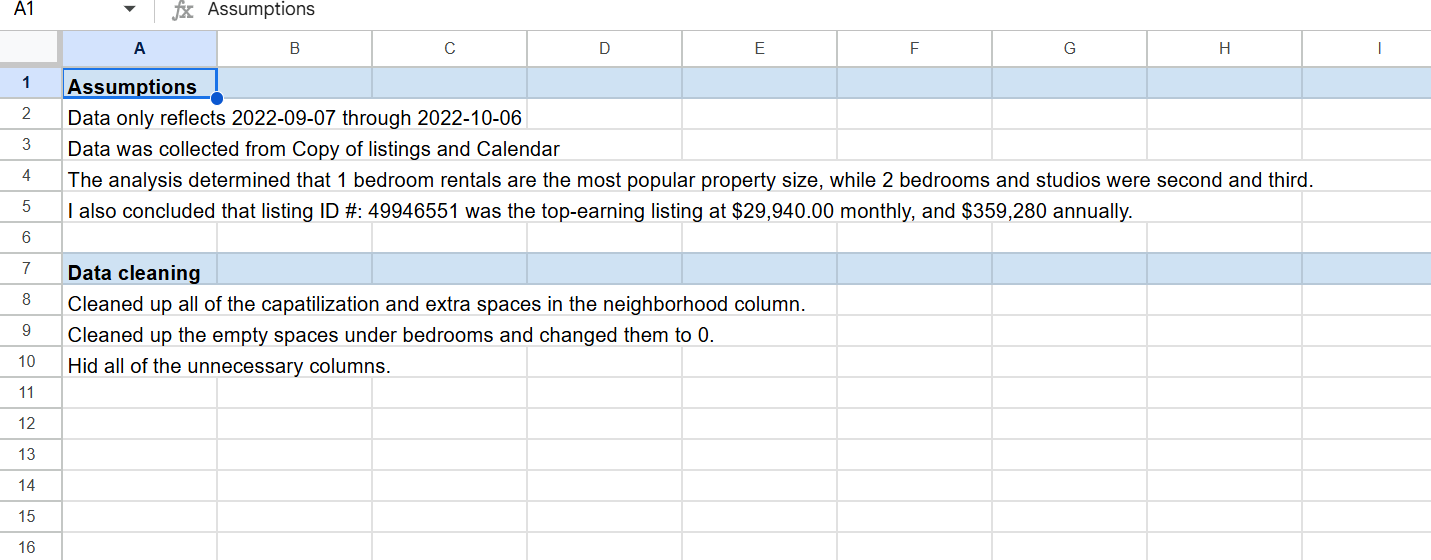 A1 fx Assumptions
A B C D E F G H I
1 Assumptions
2 Data only reflects 2022-09-07 through 2022-10-06
3 Data was collected from Copy of listings and Calendar
4 The analysis determined that 1 bedroom rentals are the most popular property size, while 2 bedrooms and studios were second and third.
5 I also concluded that listing ID #: 49946551 was the top-earning listing at $29,940.00 monthly, and $359,280 annually.
6
7 Data cleaning
8 Cleaned up all of the capatilization and extra spaces in the neighborhood column.
9 Cleaned up the empty spaces under bedrooms and changed them to 0.
10 Hid all of the unnecessary columns.
11
12
13
14
15
16